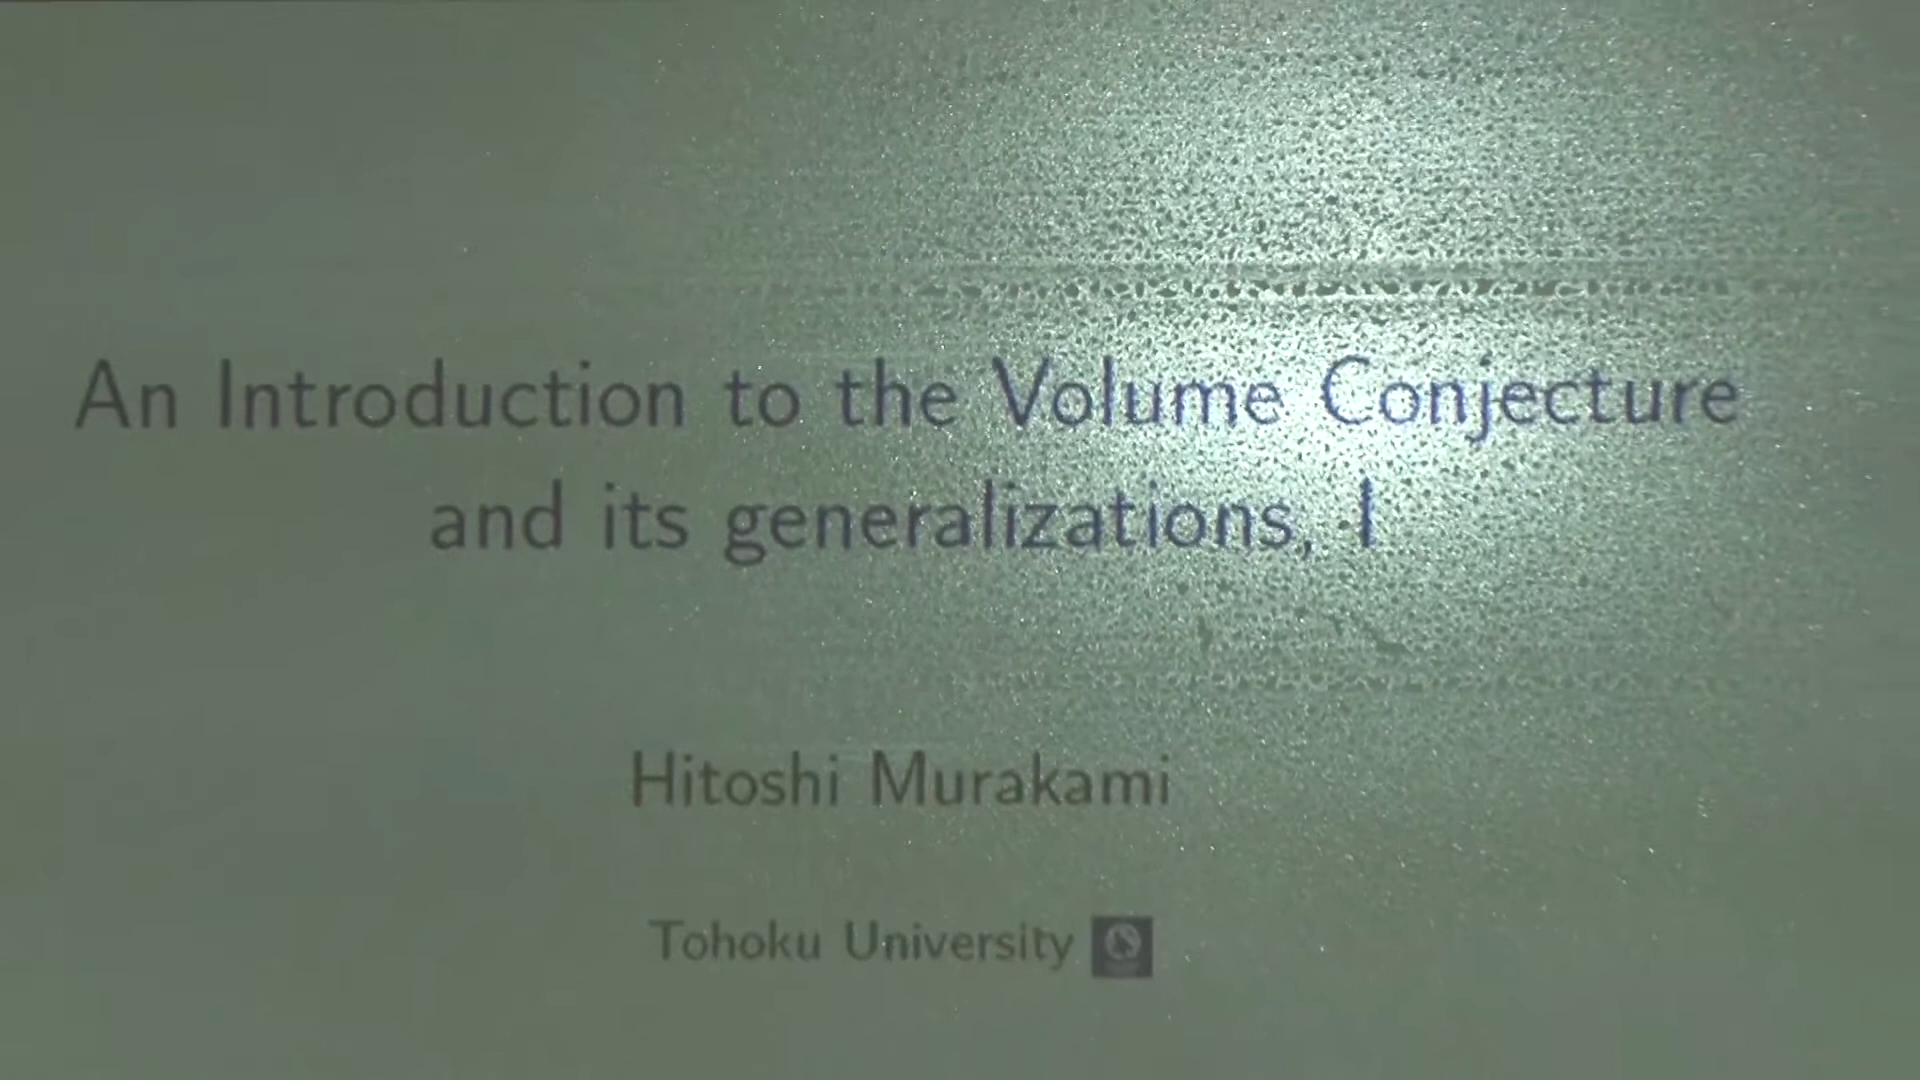 An Introduction to the Volume Conjecture
and its generalizations, I
Hitoshi Murakami
Tohoku University